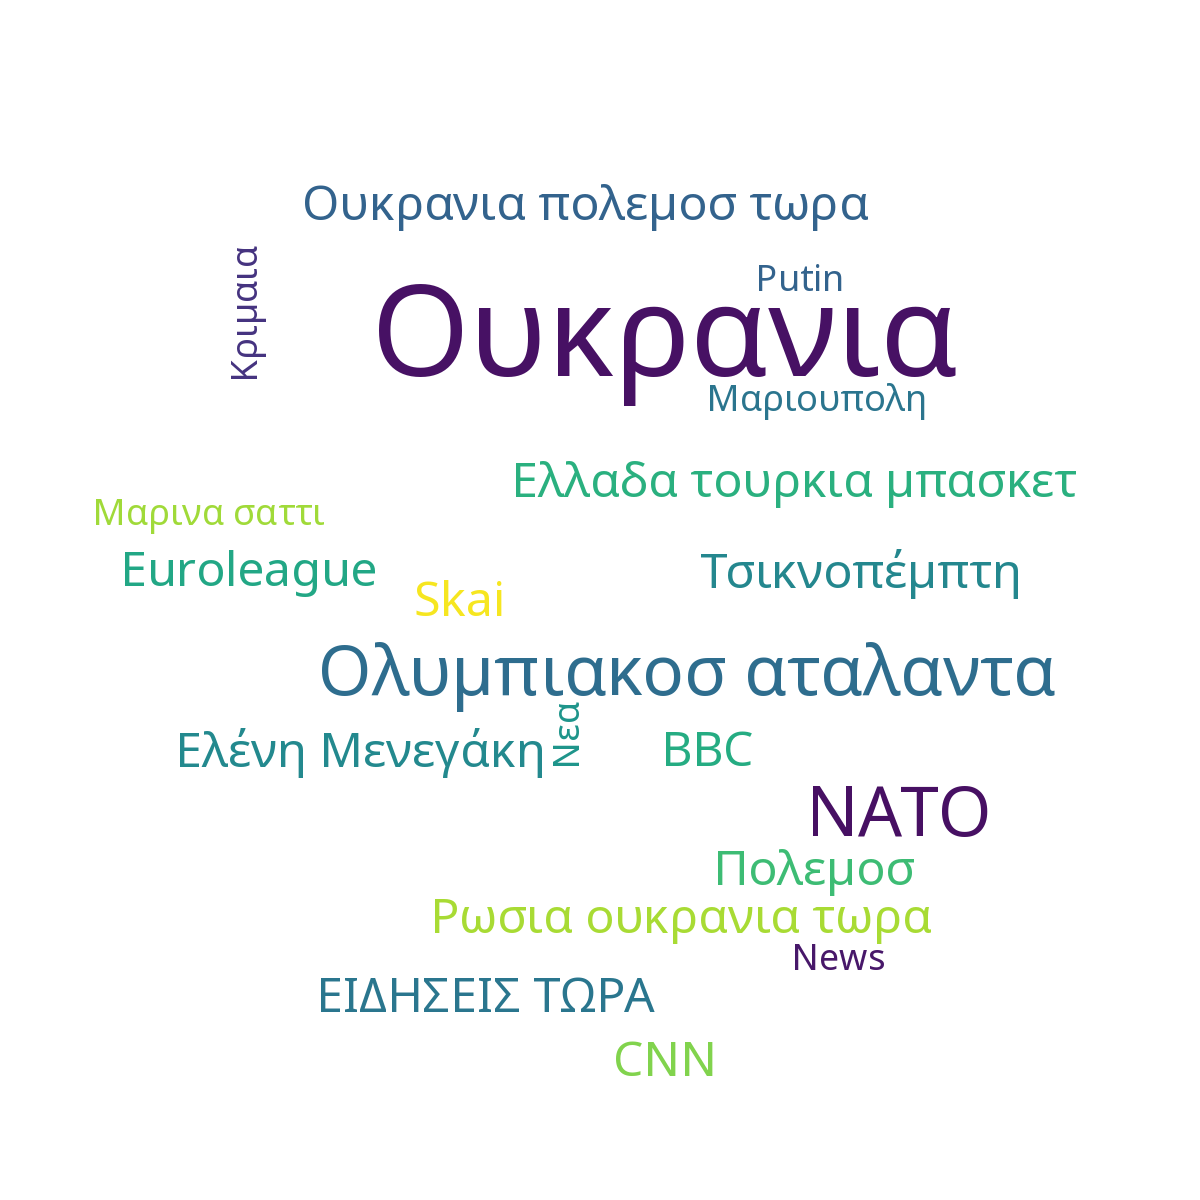 Ουκρανια πολεμοσ τωρα
Κριμαια
Putin
Ουκρανια
Μαριουπολη
Ελλαδα τουρκια μπασκετ
Μαρινα σαττι
Euroleague
Τσικνοπέμπτη
Skai
Ολυμπιακοσ αταλαντα
Νεα
Ελένη Μενεγάκη
BBC
NATO
Πολεμοσ
Ρωσια ουκρανια τωρα
News
ΕΙΔΗΣΕΙΣ ΤΩΡΑ
CNN